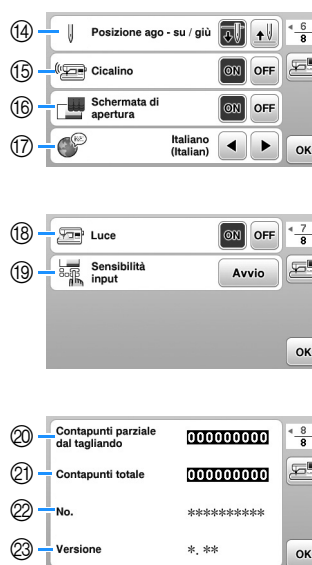 ⑭ Posizione ago - su / giù 6
8
⑮ Cicalino ON OFF
⑯ Schermata di
apertura ON OFF
⑰ Italiano
(Italian) OK
⑱ Luce ON OFF 7
8
⑲ Sensibilità
input Avvio
OK
⑳ Contapunti parziale
dal tagliando 000000000 8
8
㉑ Contapunti totale 000000000
㉒ No. **********
㉓ Versione *. ** OK